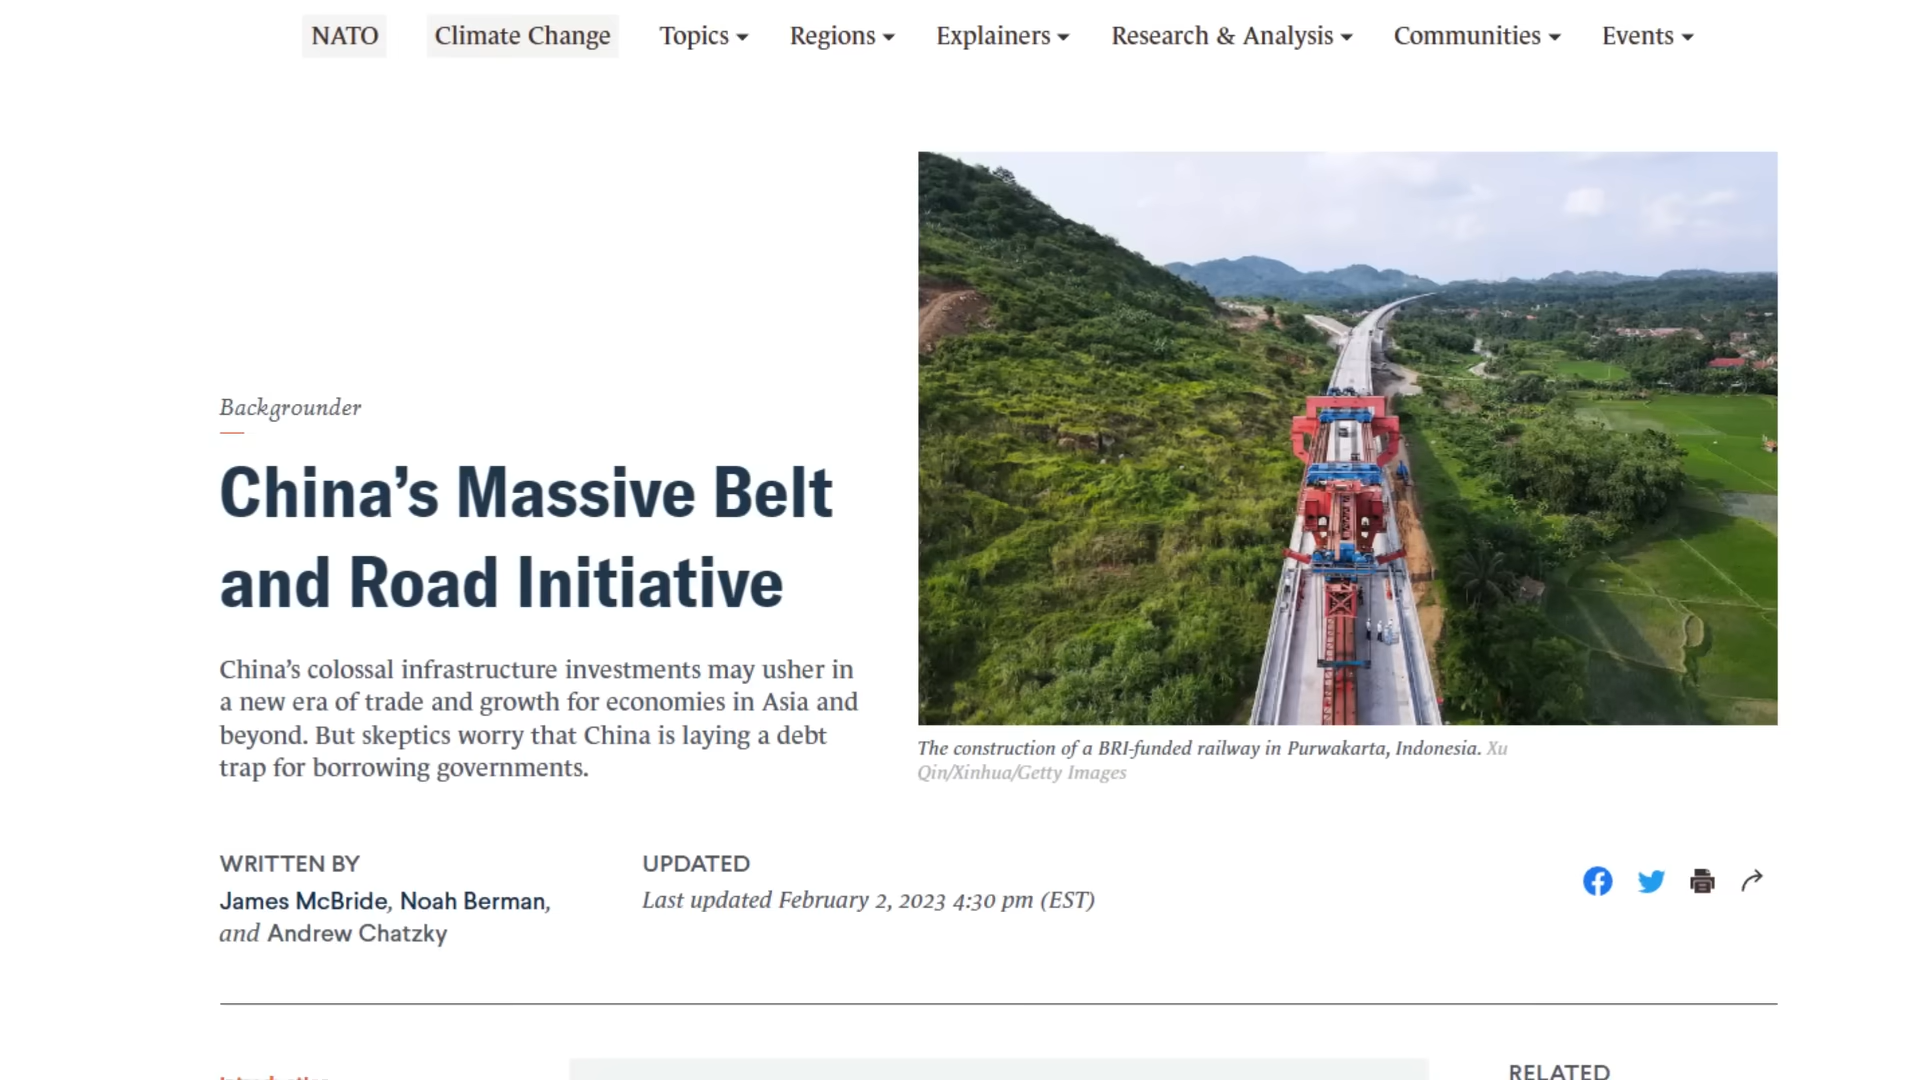 NATO Climate Change Topics Regions Explainers Research & Analysis Communities Events
Backgrounder
China’s Massive Belt
and Road Initiative
China’s colossal infrastructure investments may usher in
a new era of trade and growth for economies in Asia and
beyond. But skeptics worry that China is laying a debt
trap for borrowing governments.
The construction of a BRI-funded railway in Purwakarta, Indonesia. Xu
Qin/Xinhua/Getty Images
WRITTEN BY
James McBride, Noah Berman,
and Andrew Chatzky
UPDATED
Last updated February 2, 2023 4:30 pm (EST)
RELATED